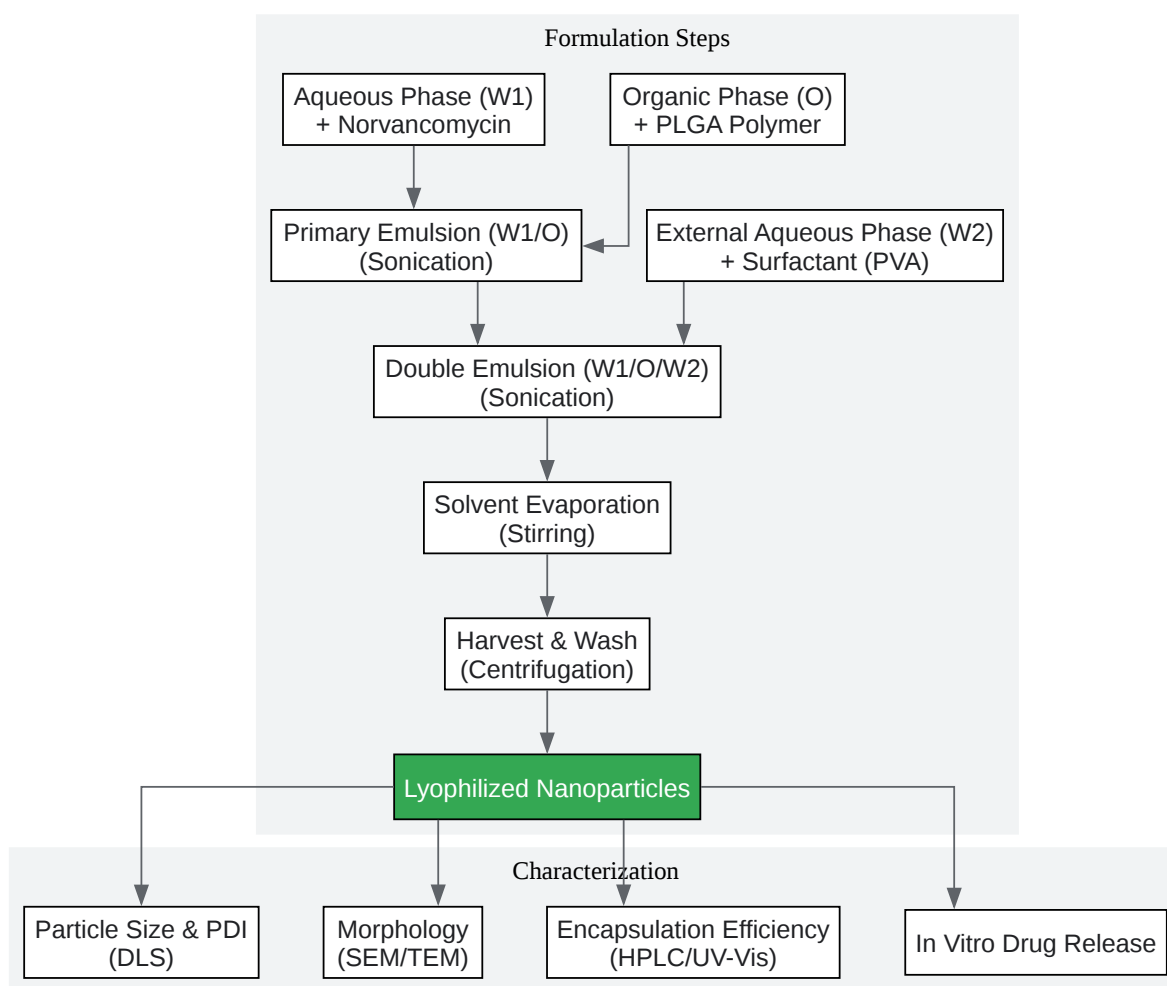 Formulation Steps
Aqueous Phase (W1)
+ Norvancomycin
Organic Phase (O)
+ PLGA Polymer
Primary Emulsion (W1/O)
(Sonication)
External Aqueous Phase (W2)
+ Surfactant (PVA)
Double Emulsion (W1/O/W2)
(Sonication)
Solvent Evaporation
(Stirring)
Harvest & Wash
(Centrifugation)
Lyophilized Nanoparticles
Characterization
Particle Size & PDI
(DLS)
Morphology
(SEM/TEM)
Encapsulation Efficiency
(HPLC/UV-Vis)
In Vitro Drug Release